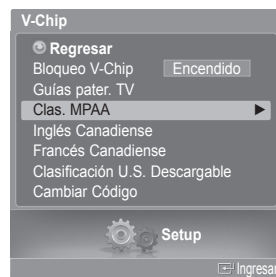 V-Chip
Regresar
Bloqueo V-Chip Encendido
Guías pater. TV
Clas. MPAA
Inglés Canadiense
Francés Canadiense
Clasificación U.S. Descargable
Cambiar Código
Setup
Ingresar